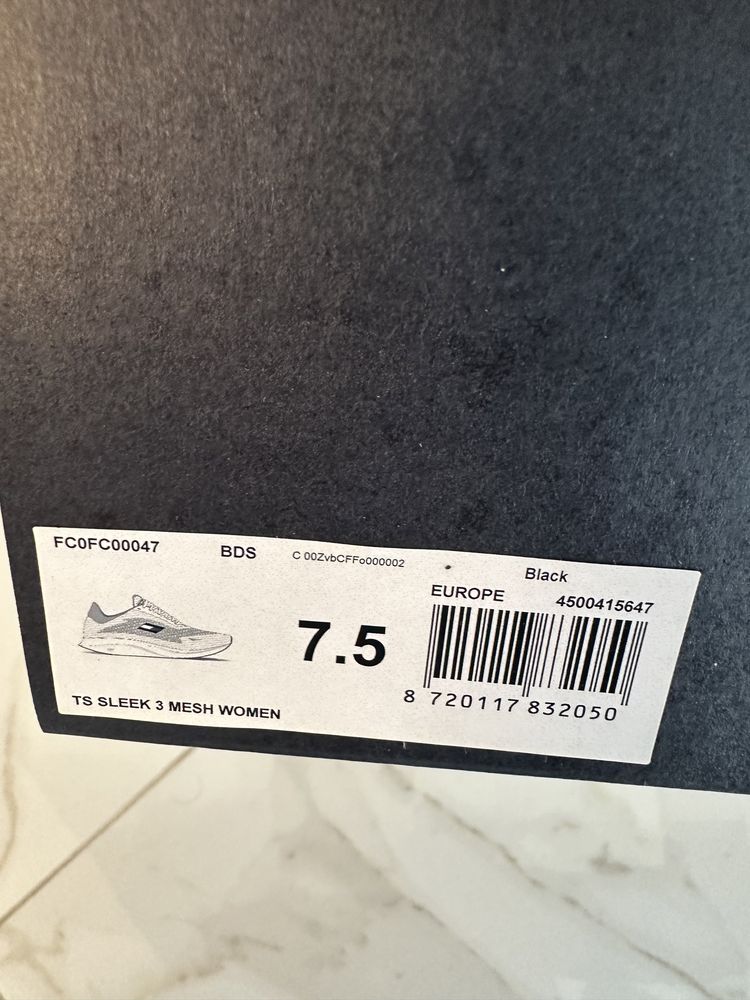 FC0FC00047 BDS C 00ZvbCFFo000002 Black
EUROPE 4500415647
7.5
8 720117 832050
TS SLEEK 3 MESH WOMEN